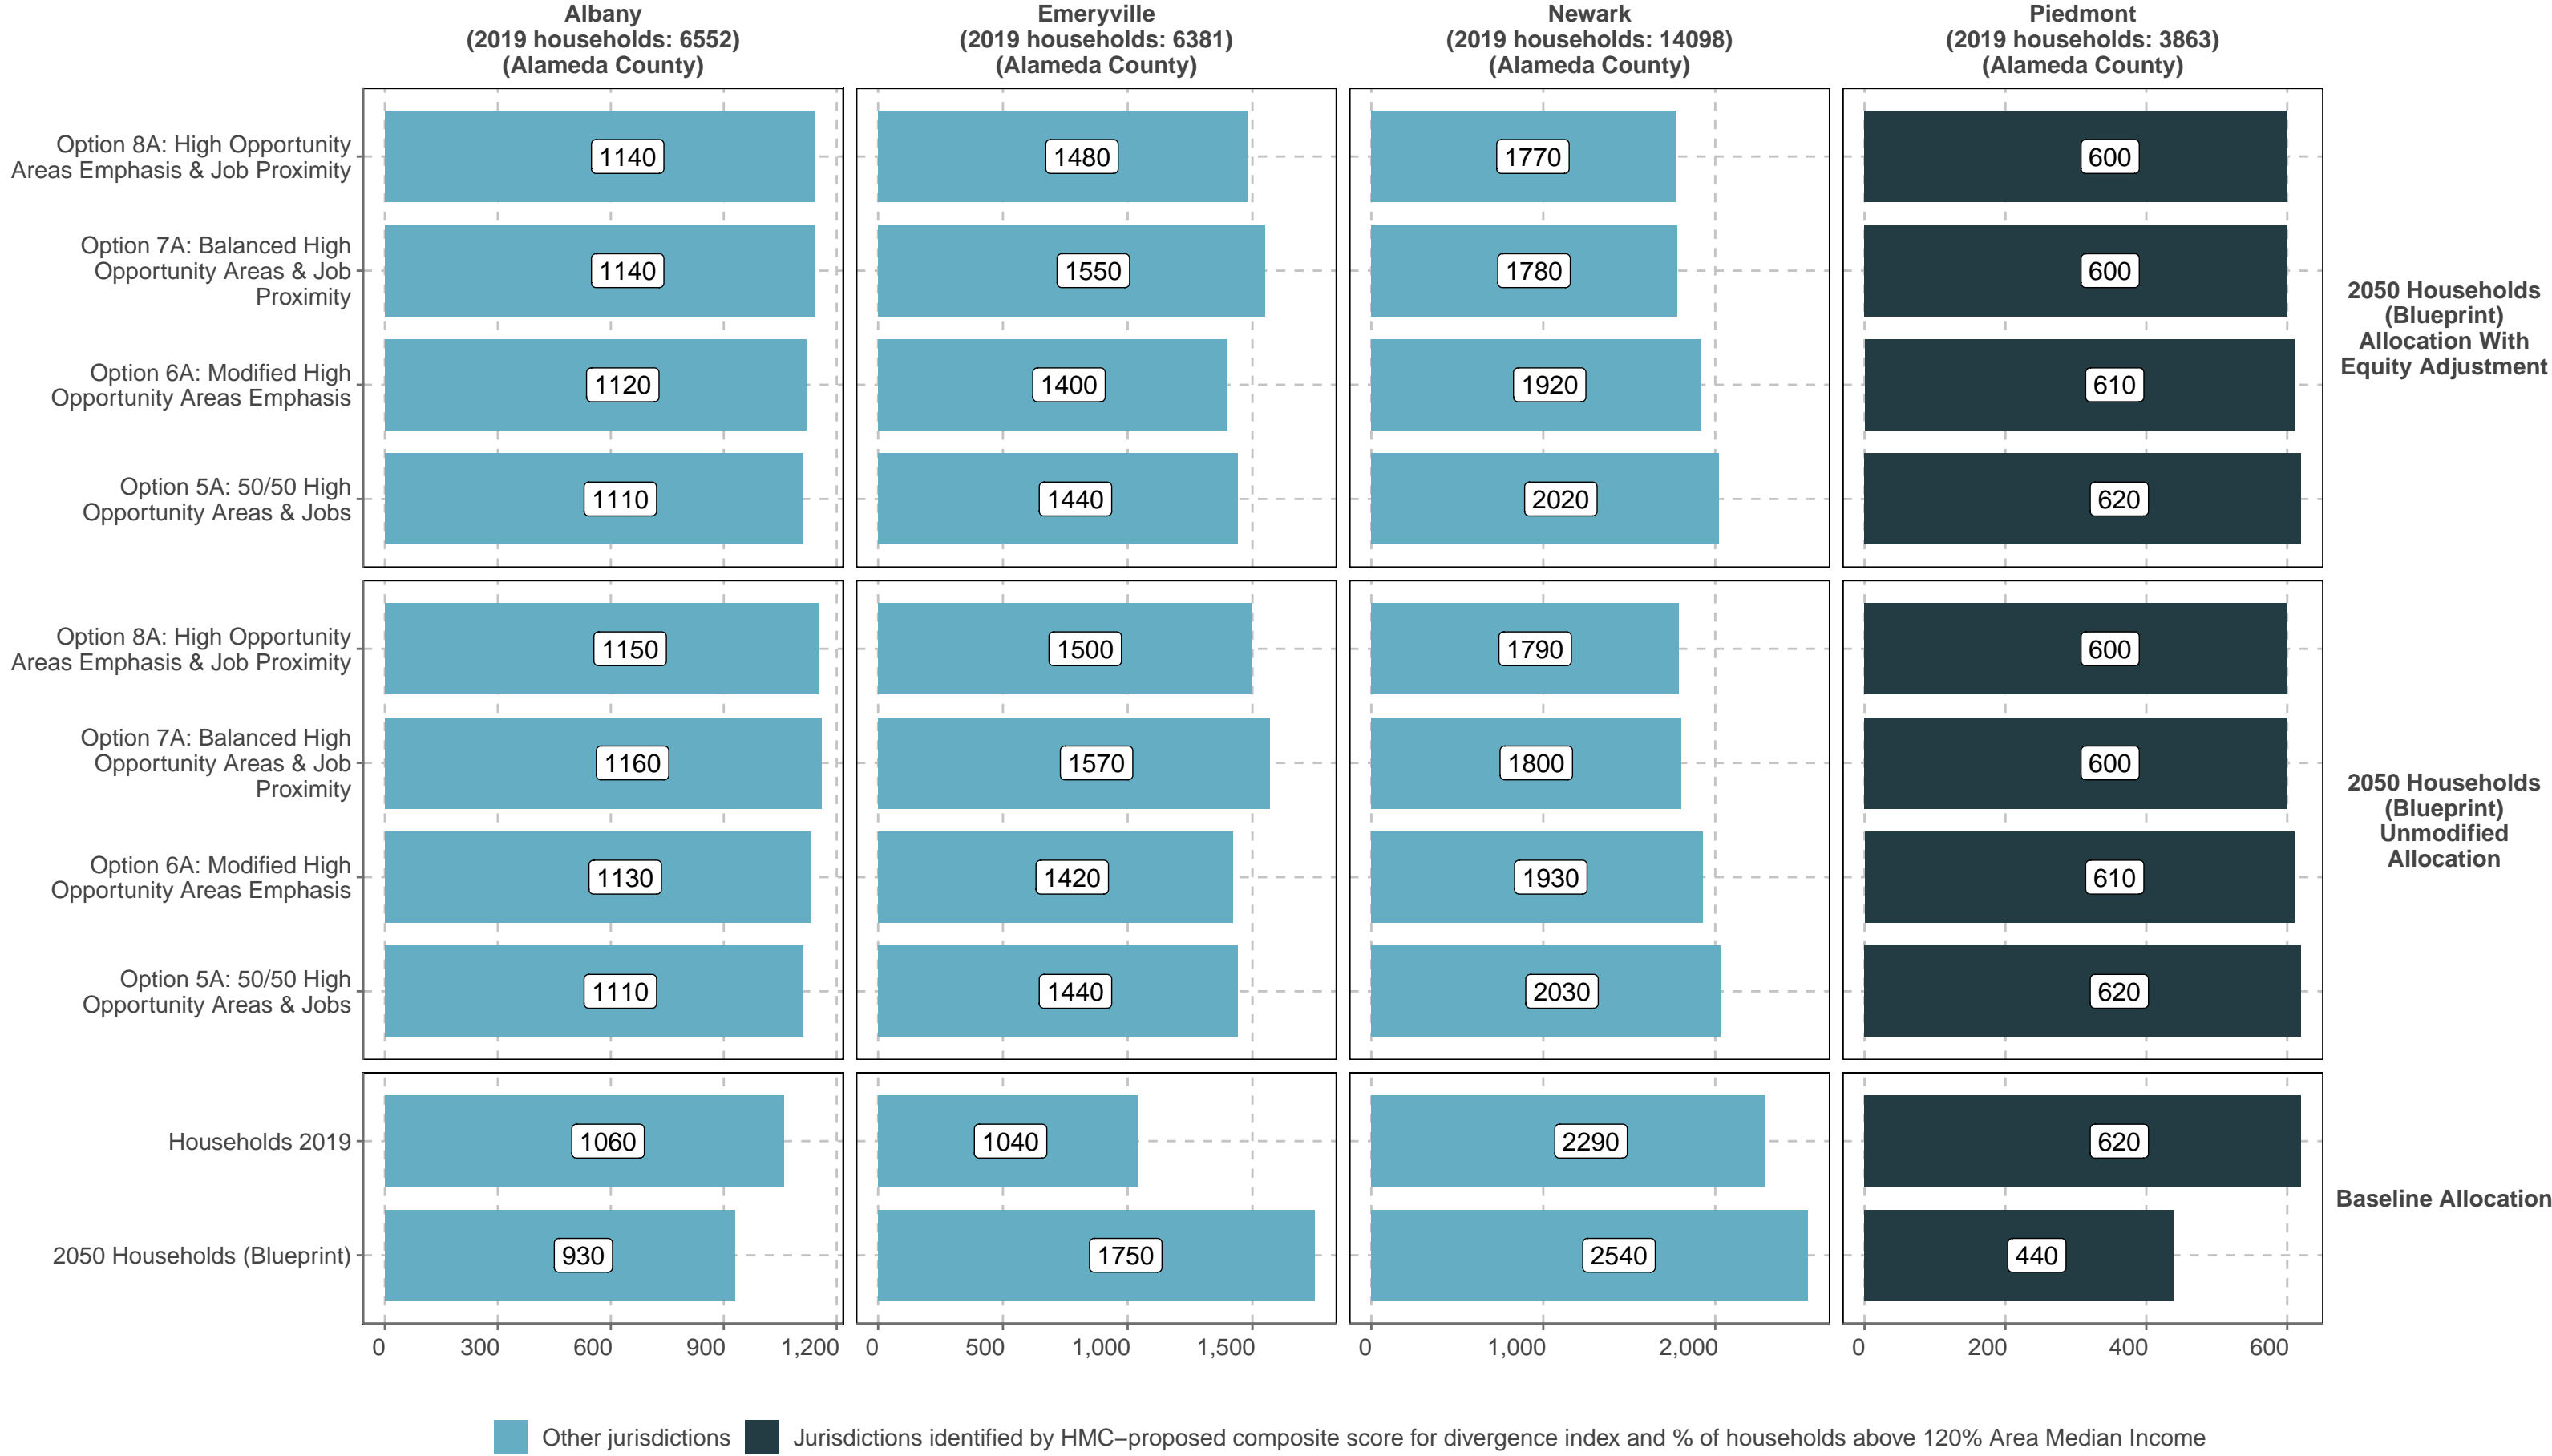 Albany
(2019 households: 6552)
(Alameda County)
Emeryville
(2019 households: 6381)
(Alameda County)
Newark
(2019 households: 14098)
(Alameda County)
Piedmont
(2019 households: 3863)
(Alameda County)
Option 8A: High Opportunity
Areas Emphasis & Job Proximity
1140
1480
1770
600
Option 7A: Balanced High
Opportunity Areas & Job
Proximity
1140
1550
1780
600
Option 6A: Modified High
Opportunity Areas Emphasis
1120
1400
1920
610
Option 5A: 50/50 High
Opportunity Areas & Jobs
1110
1440
2020
620
2050 Households
(Blueprint)
Allocation With
Equity Adjustment
Option 8A: High Opportunity
Areas Emphasis & Job Proximity
1150
1500
1790
600
Option 7A: Balanced High
Opportunity Areas & Job
Proximity
1160
1570
1800
600
Option 6A: Modified High
Opportunity Areas Emphasis
1130
1420
1930
610
Option 5A: 50/50 High
Opportunity Areas & Jobs
1110
1440
2030
620
2050 Households
(Blueprint)
Unmodified
Allocation
Households 2019
1060
1040
2290
620
2050 Households (Blueprint)
930
1750
2540
440
Baseline Allocation
0 300 600 900 1,200
0 500 1,000 1,500
0 1,000 2,000
0 200 400 600
Other jurisdictions
Jurisdictions identified by HMC−proposed composite score for divergence index and % of households above 120% Area Median Income